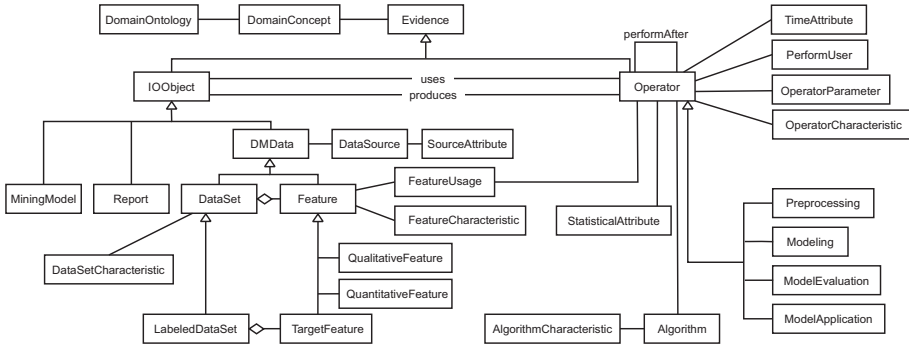 DomainOntology
DomainConcept
Evidence
performAfter
TimeAttribute
PerformUser
IOObject
uses
produces
Operator
OperatorParameter
OperatorCharacteristic
DMData
DataSource
SourceAttribute
MiningModel
Report
DataSet
Feature
FeatureUsage
FeatureCharacteristic
StatisticalAttribute
Preprocessing
Modeling
DataSetCharacteristic
QualitativeFeature
QuantitativeFeature
ModelEvaluation
ModelApplication
LabeledDataSet
TargetFeature
AlgorithmCharacteristic
Algorithm